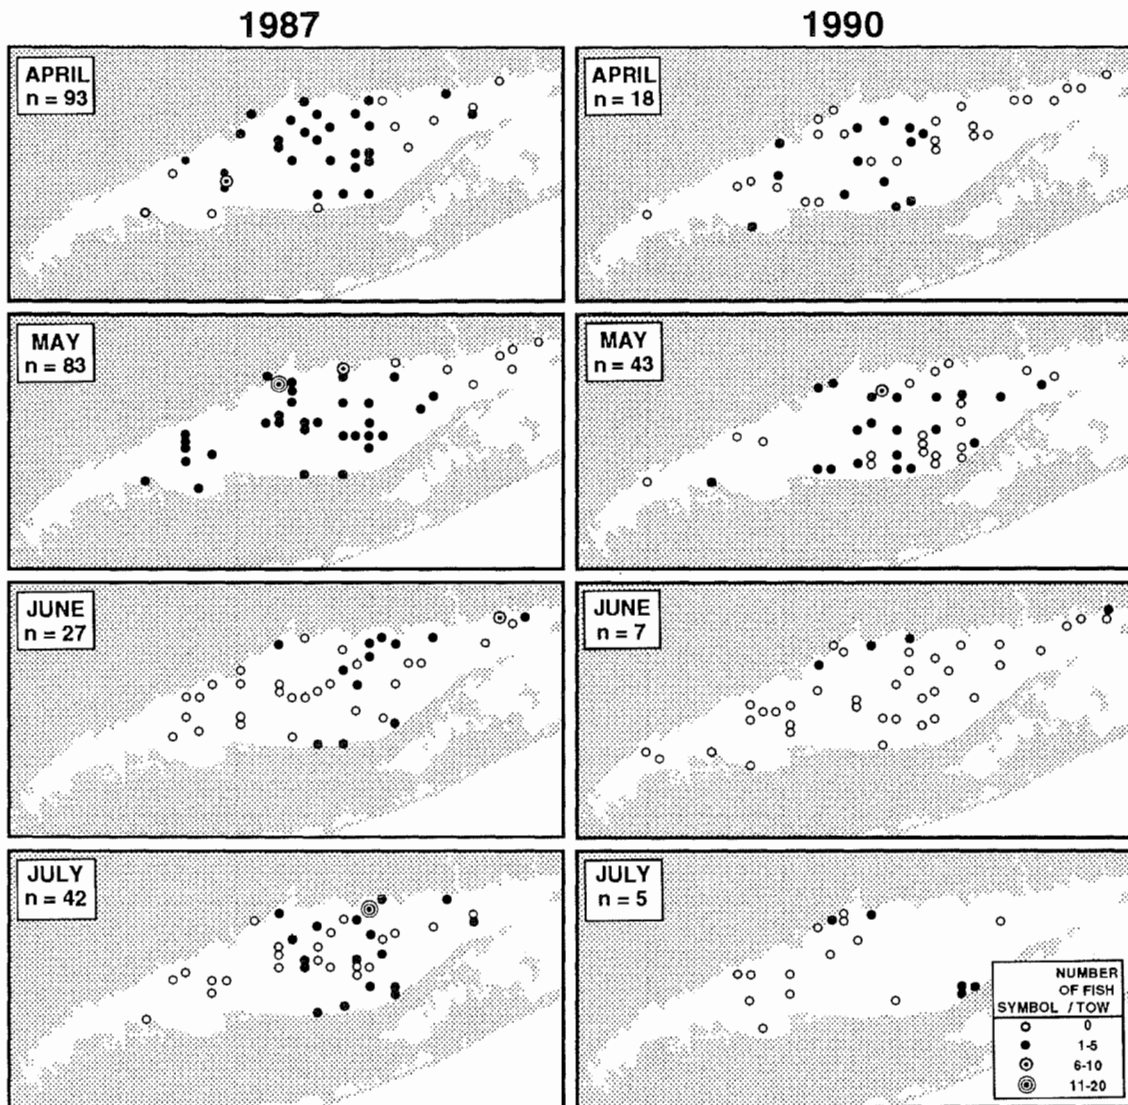 1987
1990
APRIL
n = 93
APRIL
n = 18
MAY
n = 83
MAY
n = 43
JUNE
n = 27
JUNE
n = 7
JULY
n = 42
JULY
n = 5
NUMBER
OF FISH
SYMBOL / TOW
0
1-5
6-10
11-20